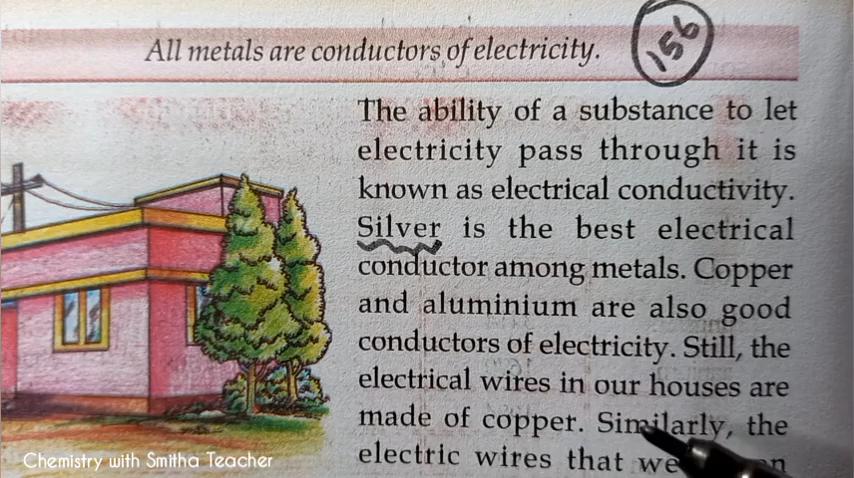 All metals are conductors of electricity.
156
The ability of a substance to let
electricity pass through it is
known as electrical conductivity.
Silver is the best electrical
conductor among metals. Copper
and aluminium are also good
conductors of electricity. Still, the
electrical wires in our houses are
made of copper. Similarly, the
electric wires that we
Chemistry with Smitha Teacher